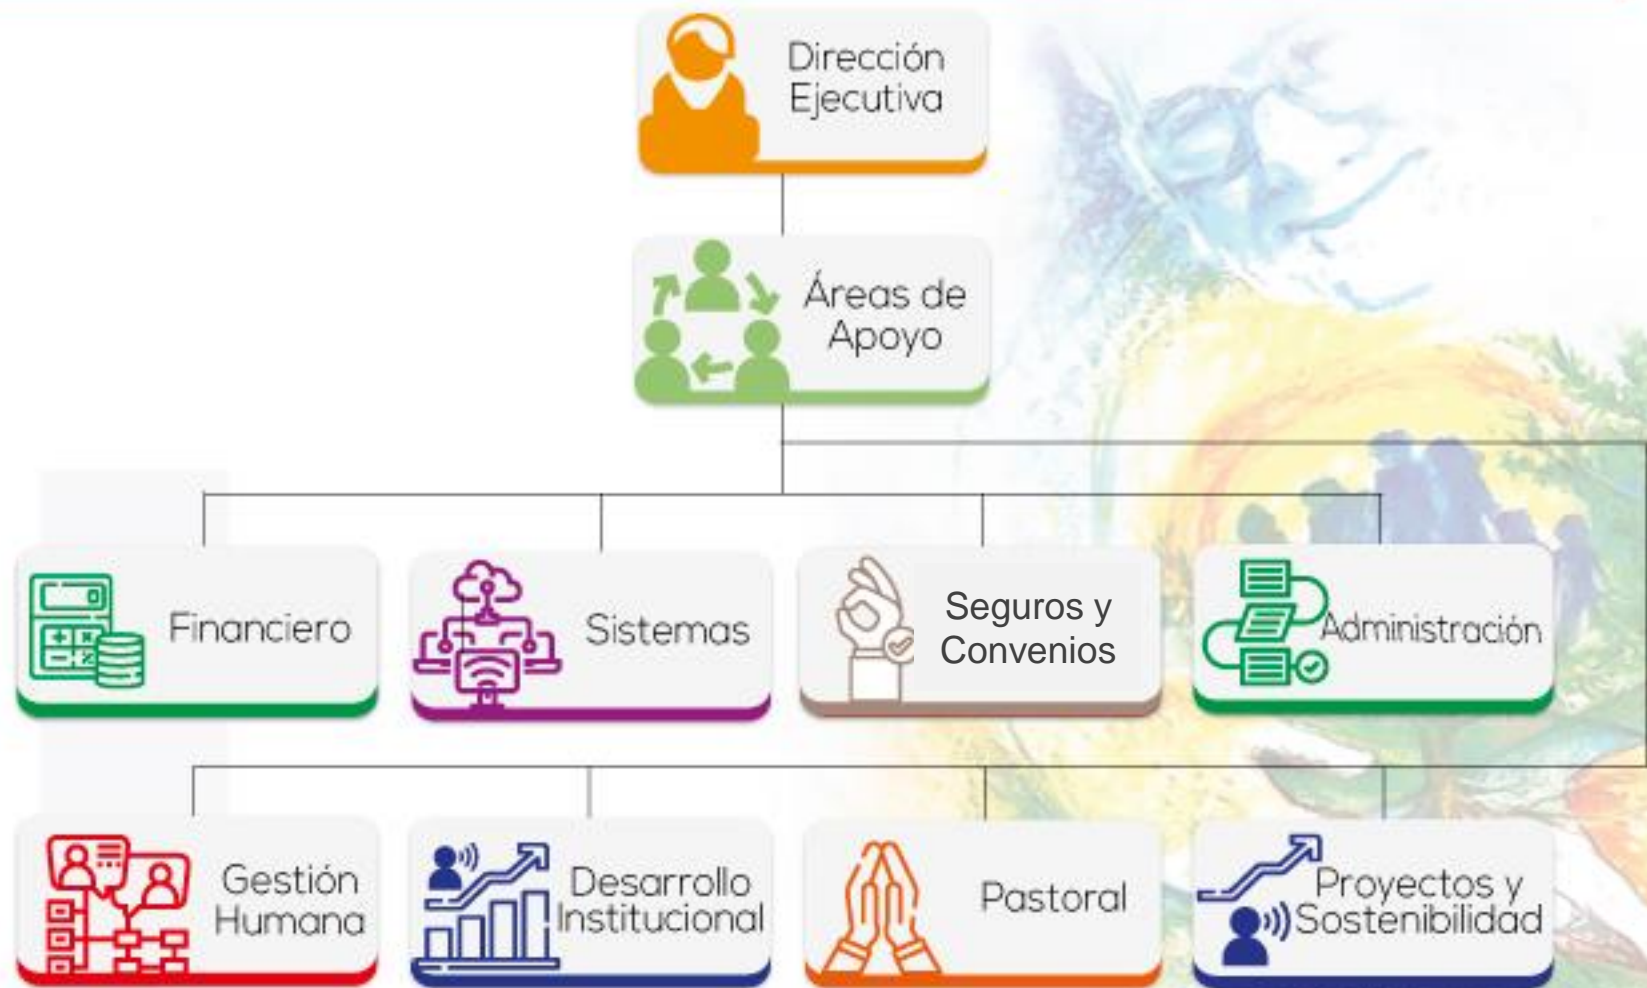 Dirección
Ejecutiva
Áreas de
Apoyo
Financiero
Sistemas
Seguros y
Convenios
Administración
Gestión
Humana
Desarrollo
Institucional
Pastoral
Proyectos y
Sostenibilidad